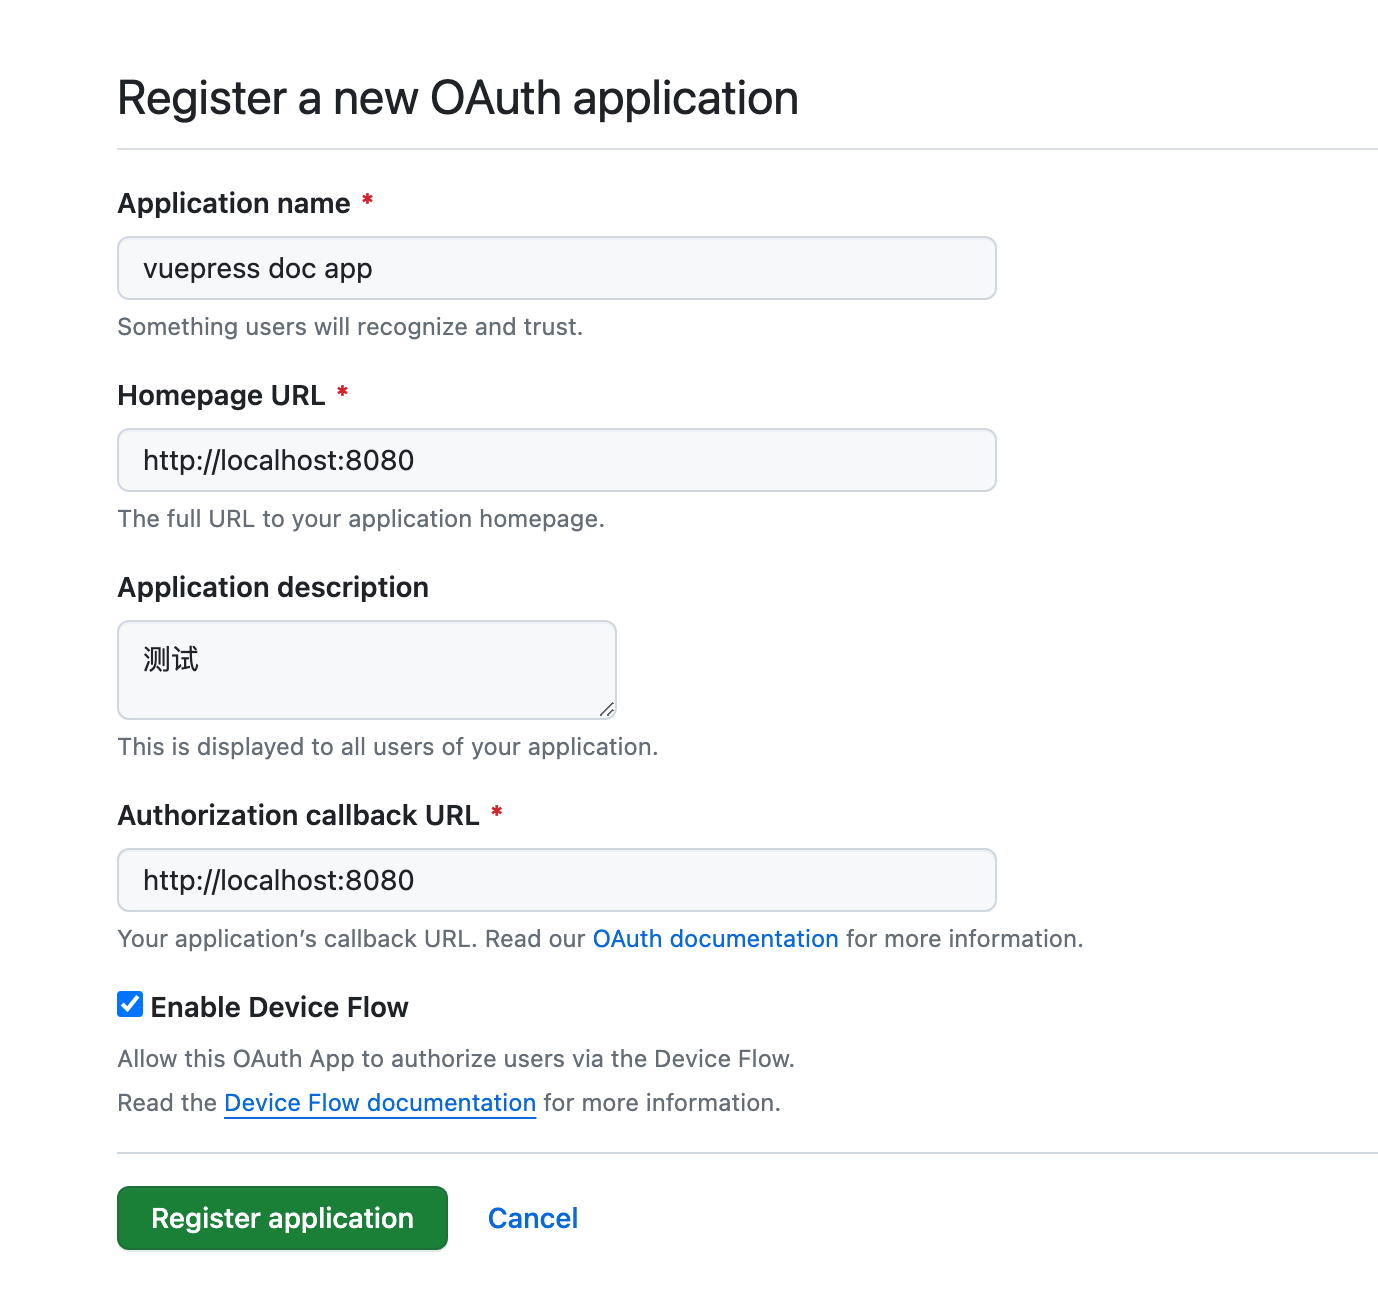 Register a new OAuth application
Application name *
vuepress doc app
Something users will recognize and trust.
Homepage URL *
http://localhost:8080
The full URL to your application homepage.
Application description
测试
This is displayed to all users of your application.
Authorization callback URL *
http://localhost:8080
Your application’s callback URL. Read our OAuth documentation for more information.
Enable Device Flow
Allow this OAuth App to authorize users via the Device Flow.
Read the Device Flow documentation for more information.
Register application Cancel